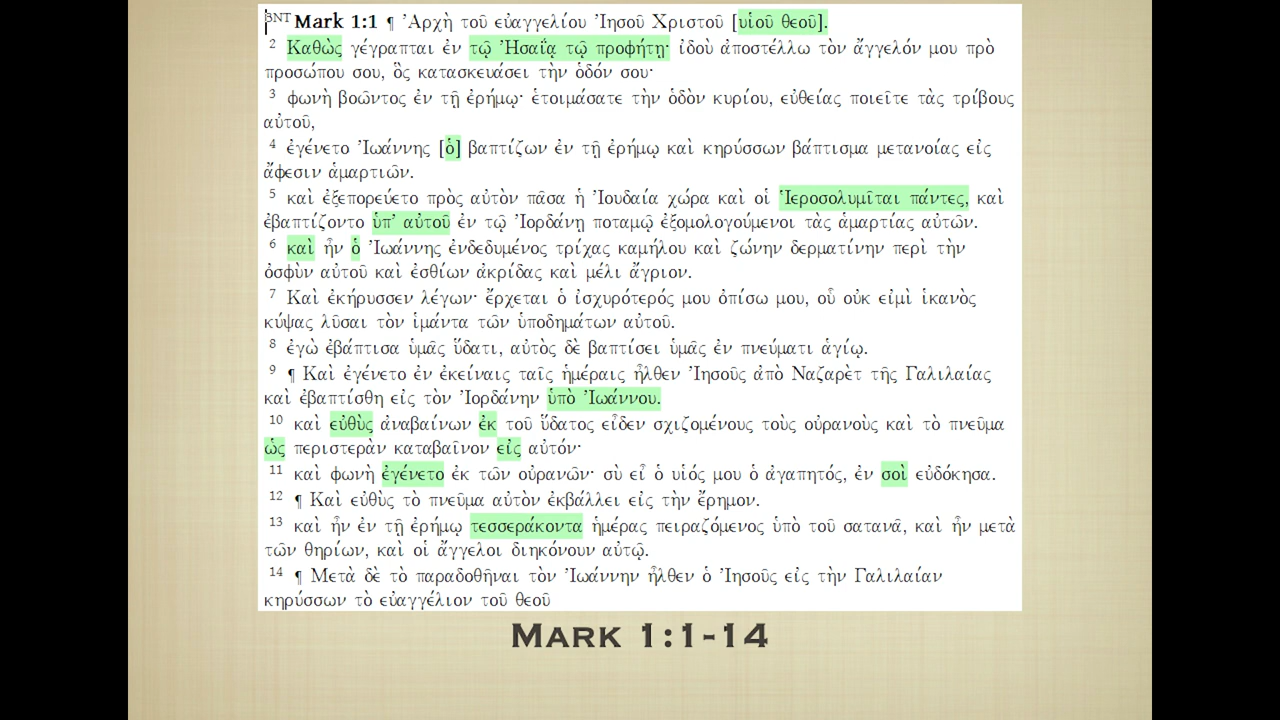 BNT Mark 1:1 ¶ Ἀρχὴ τοῦ εὐαγγελίου Ἰησοῦ Χριστοῦ [υἱοῦ θεοῦ].
2 Καθὼς γέγραπται ἐν τῷ Ἠσαΐᾳ τῷ προφήτῃ· ἰδοὺ ἀποστέλλω τὸν ἄγγελόν μου πρὸ
προσώπου σου, ὃς κατασκευάσει τὴν ὁδόν σου·
3 φωνὴ βοῶντος ἐν τῇ ἐρήμῳ· ἑτοιμάσατε τὴν ὁδὸν κυρίου, εὐθείας ποιεῖτε τὰς τρίβους
αὐτοῦ,
4 ἐγένετο Ἰωάννης [ὁ] βαπτίζων ἐν τῇ ἐρήμῳ καὶ κηρύσσων βάπτισμα μετανοίας εἰς
ἄφεσιν ἁμαρτιῶν.
5 καὶ ἐξεπορεύετο πρὸς αὐτὸν πᾶσα ἡ Ἰουδαία χώρα καὶ οἱ Ἱεροσολυμῖται πάντες, καὶ
ἐβαπτίζοντο ὑπ’ αὐτοῦ ἐν τῷ Ἰορδάνῃ ποταμῷ ἐξομολογούμενοι τὰς ἁμαρτίας αὐτῶν.
6 καὶ ἦν ὁ Ἰωάννης ἐνδεδυμένος τρίχας καμήλου καὶ ζώνην δερματίνην περὶ τὴν
ὀσφὺν αὐτοῦ καὶ ἐσθίων ἀκρίδας καὶ μέλι ἄγριον.
7 Καὶ ἐκήρυσσεν λέγων· ἔρχεται ὁ ἰσχυρότερός μου ὀπίσω μου, οὗ οὐκ εἰμὶ ἱκανὸς
κύψας λῦσαι τὸν ἱμάντα τῶν ὑποδημάτων αὐτοῦ.
8 ἐγὼ ἐβάπτισα ὑμᾶς ὕδατι, αὐτὸς δὲ βαπτίσει ὑμᾶς ἐν πνεύματι ἁγίῳ.
9 ¶ Καὶ ἐγένετο ἐν ἐκείναις ταῖς ἡμέραις ἦλθεν Ἰησοῦς ἀπὸ Ναζαρὲτ τῆς Γαλιλαίας
καὶ ἐβαπτίσθη εἰς τὸν Ἰορδάνην ὑπὸ Ἰωάννου.
10 καὶ εὐθὺς ἀναβαίνων ἐκ τοῦ ὕδατος εἶδεν σχιζομένους τοὺς οὐρανοὺς καὶ τὸ πνεῦμα
ὡς περιστερὰν καταβαῖνον εἰς αὐτόν·
11 καὶ φωνὴ ἐγένετο ἐκ τῶν οὐρανῶν· σὺ εἶ ὁ υἱός μου ὁ ἀγαπητός, ἐν σοὶ εὐδόκησα.
12 ¶ Καὶ εὐθὺς τὸ πνεῦμα αὐτὸν ἐκβάλλει εἰς τὴν ἔρημον.
13 καὶ ἦν ἐν τῇ ἐρήμῳ τεσσεράκοντα ἡμέρας πειραζόμενος ὑπὸ τοῦ σατανᾶ, καὶ ἦν μετὰ
τῶν θηρίων, καὶ οἱ ἄγγελοι διηκόνουν αὐτῷ.
14 ¶ Μετὰ δὲ τὸ παραδοθῆναι τὸν Ἰωάννην ἦλθεν ὁ Ἰησοῦς εἰς τὴν Γαλιλαίαν
κηρύσσων τὸ εὐαγγέλιον τοῦ θεοῦ
MARK 1:1-14